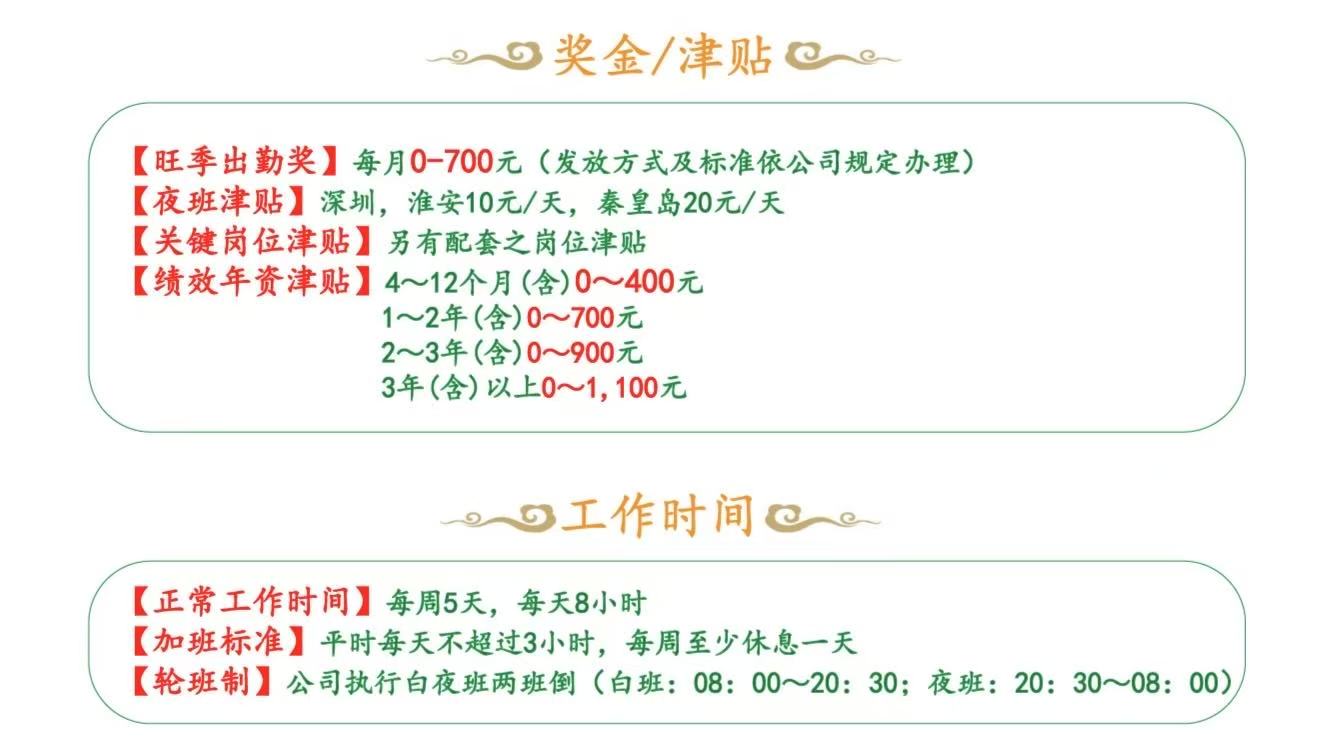 奖金/津贴
【旺季出勤奖】每月0-700元（发放方式及标准依公司规定办理）
【夜班津贴】深圳，淮安10元/天，秦皇岛20元/天
【关键岗位津贴】另有配套之岗位津贴
【绩效年资津贴】4～12个月(含)0～400元
1～2年(含)0～700元
2～3年(含)0～900元
3年(含)以上0～1,100元
工作时间
【正常工作时间】每周5天，每天8小时
【加班标准】平时每天不超过3小时，每周至少休息一天
【轮班制】公司执行白夜班两班倒（白班：08：00～20：30；夜班：20：30～08：00）